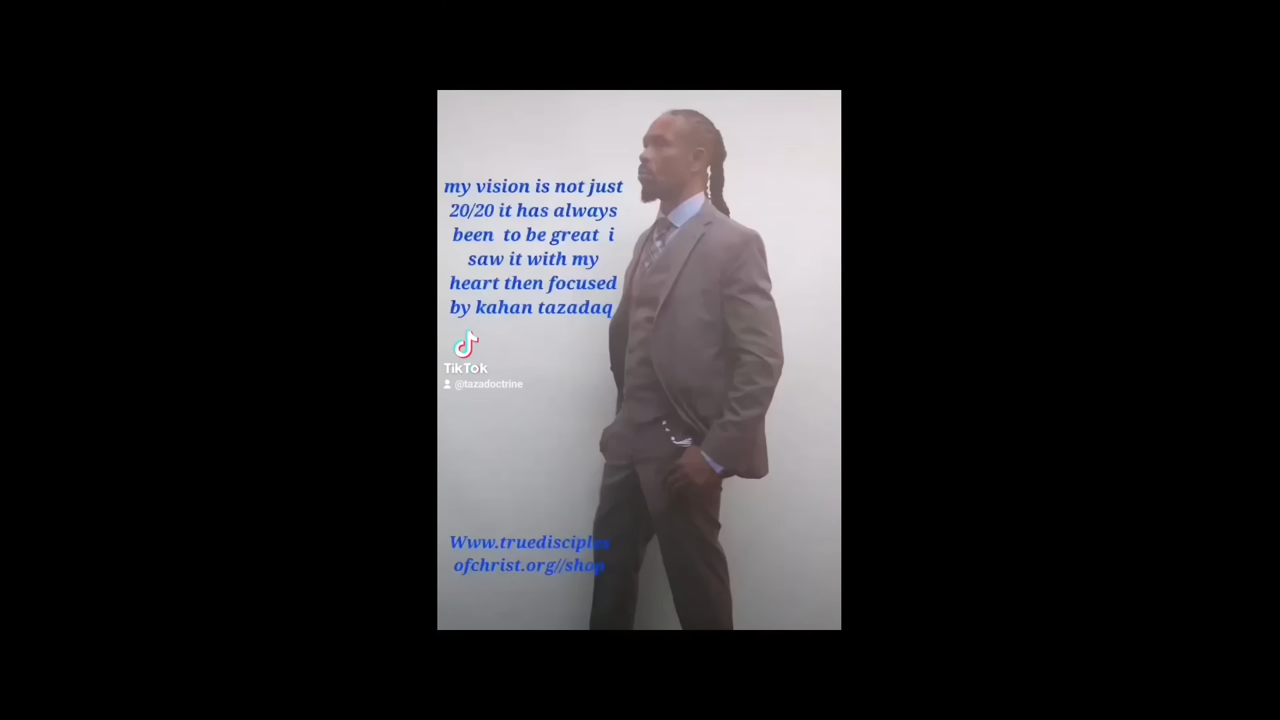 my vision is not just
20/20 it has always
been to be great i
saw it with my
heart then focused
by kahan tazadaq
TikTok
@tazadoctrine
Www.truedisciples
ofchrist.org//shop